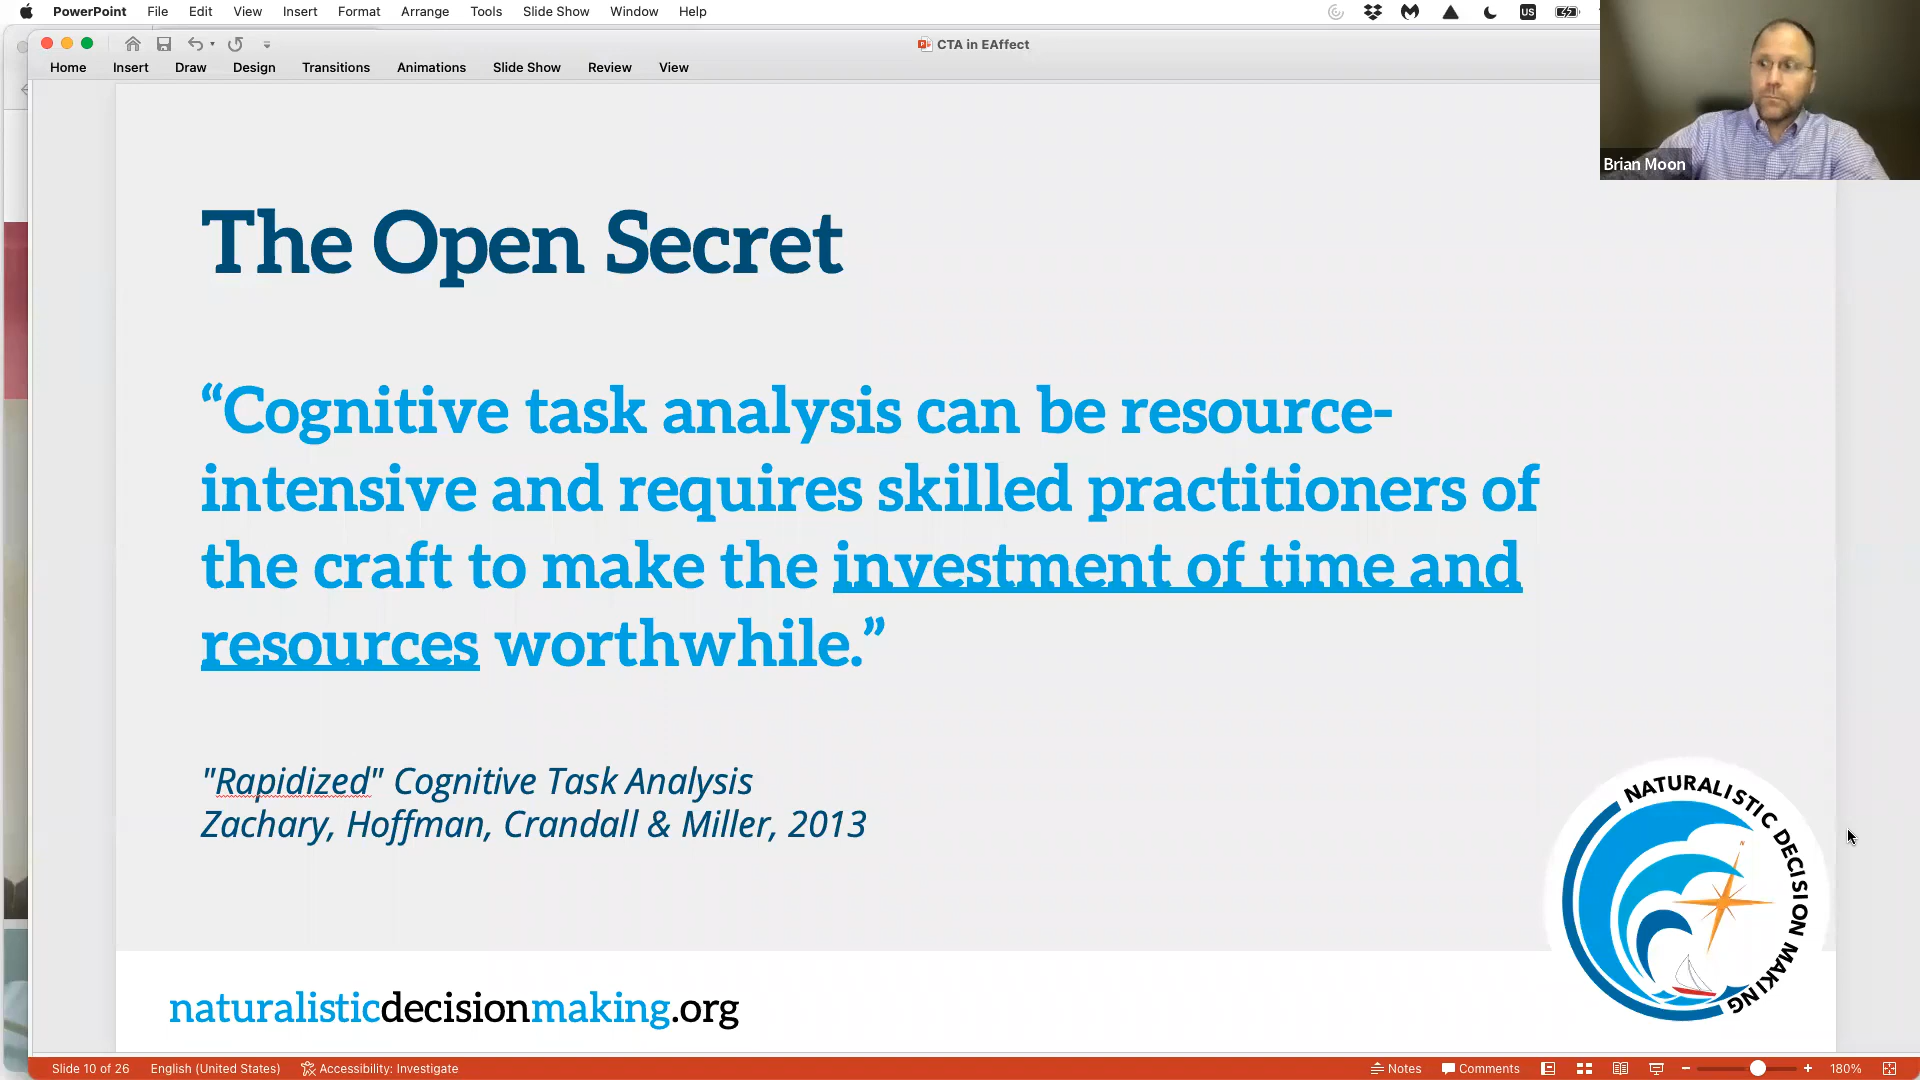 PowerPoint File Edit View Insert Format Arrange Tools Slide Show Window Help US
CTA in EAffect
Home Insert Draw Design Transitions Animations Slide Show Review View
Brian Moon
The Open Secret
“Cognitive task analysis can be resource-
intensive and requires skilled practitioners of
the craft to make the investment of time and
resources worthwhile.”
"Rapidized" Cognitive Task Analysis
Zachary, Hoffman, Crandall & Miller, 2013
NATURALISTIC DECISION MAKING
N
naturalisticdecisionmaking.org
Slide 10 of 26 English (United States) Accessibility: Investigate Notes Comments 180%